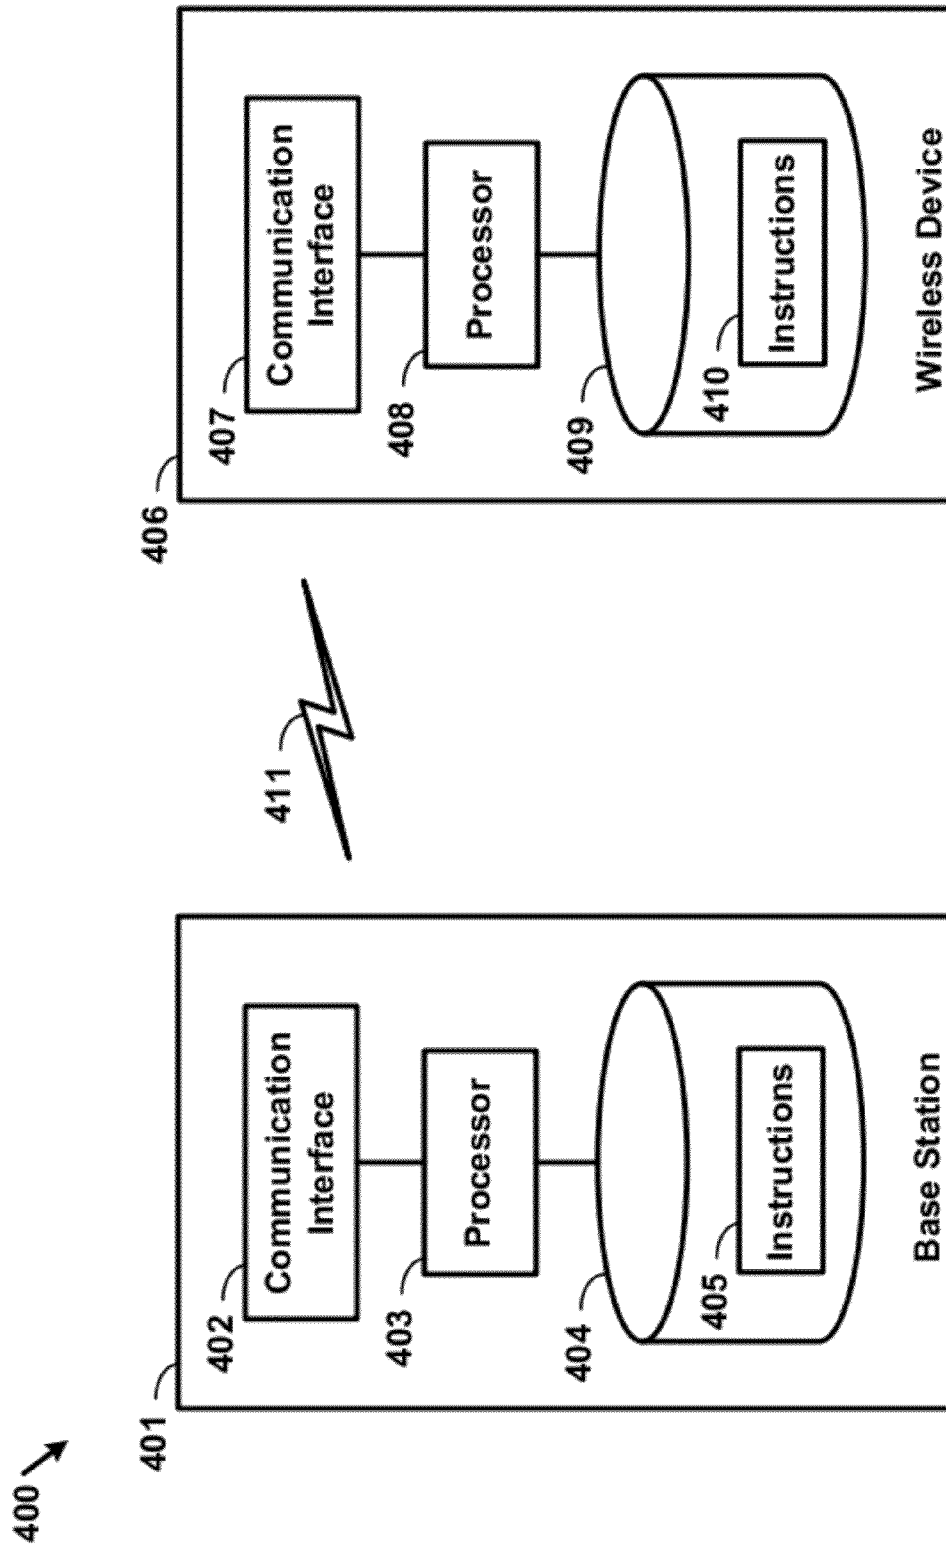 400
401
402
Communication
Interface
403
Processor
404
405
Instructions
Base Station
411
406
407
Communication
Interface
408
Processor
409
410
Instructions
Wireless Device